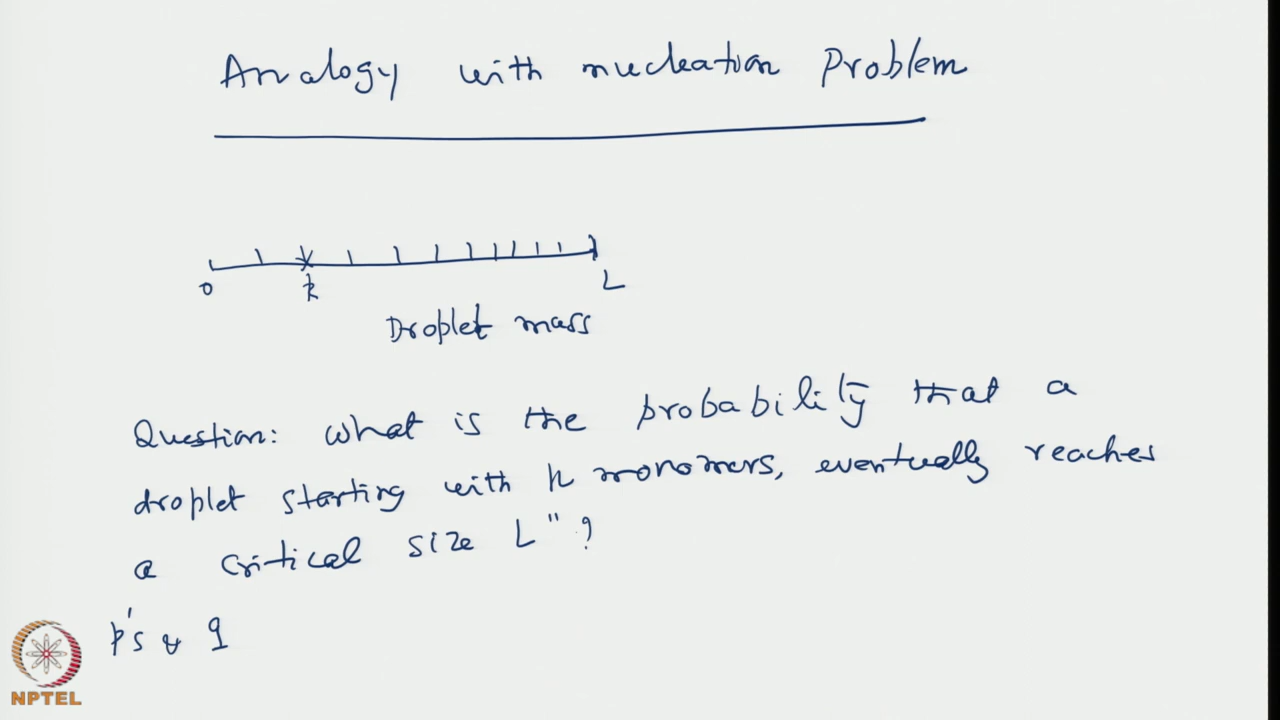 Analogy with nucleation Problem
0 k L
Droplet mass
Question: What is the probability that a
droplet starting with k monomers, eventually reaches
a critical size L" ?
p's & q
NPTEL